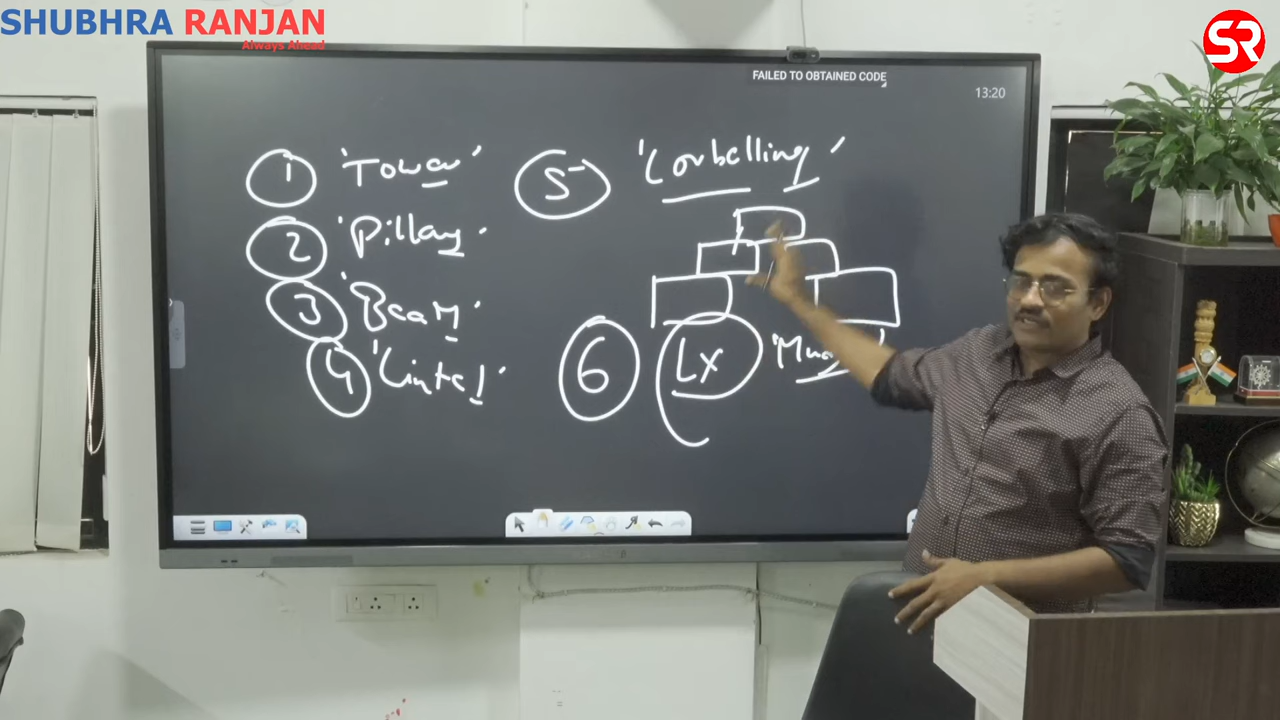 SHUBHRA RANJAN
Always Ahead
SR
FAILED TO OBTAINED CODE
13:20
1 'Tower'
2 'Pillar'
3 'Beam'
4 'Lintel'
5 'Corbelling'
6 LX